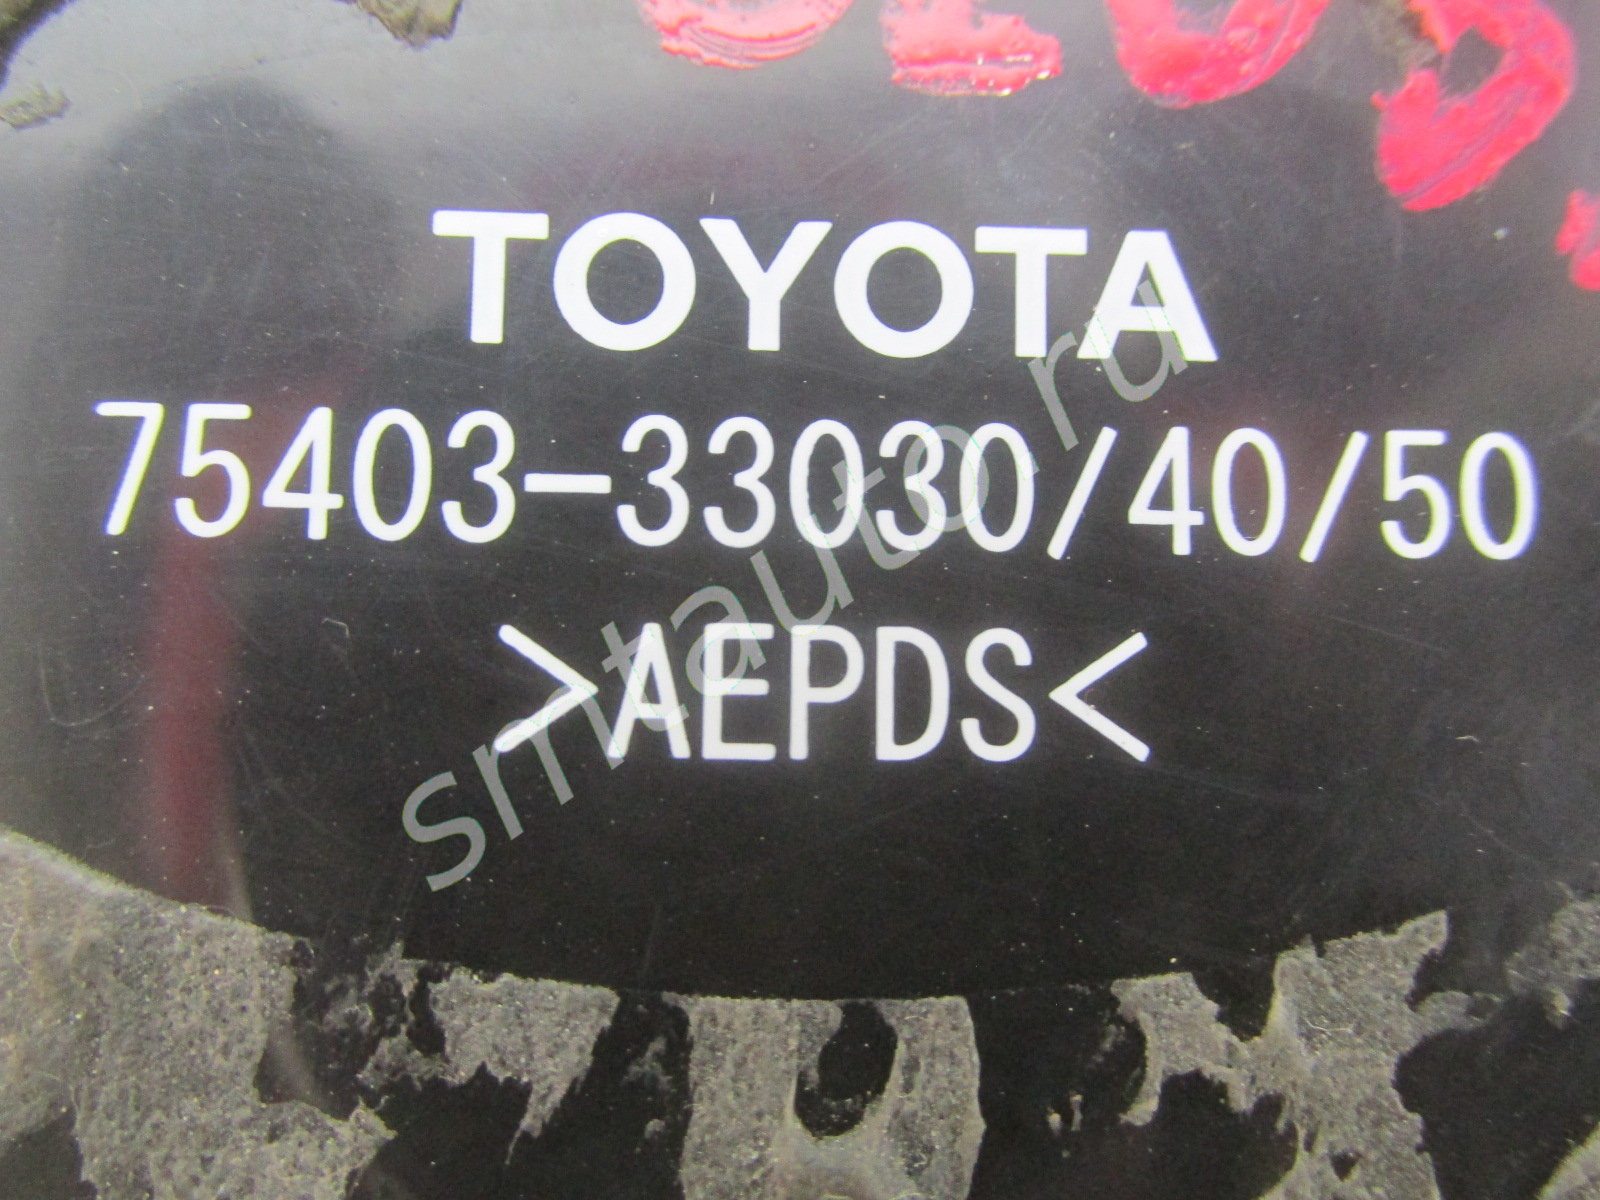 TOYOTA
75403-33030/40/50
>AEPDS<
smtauto.ru